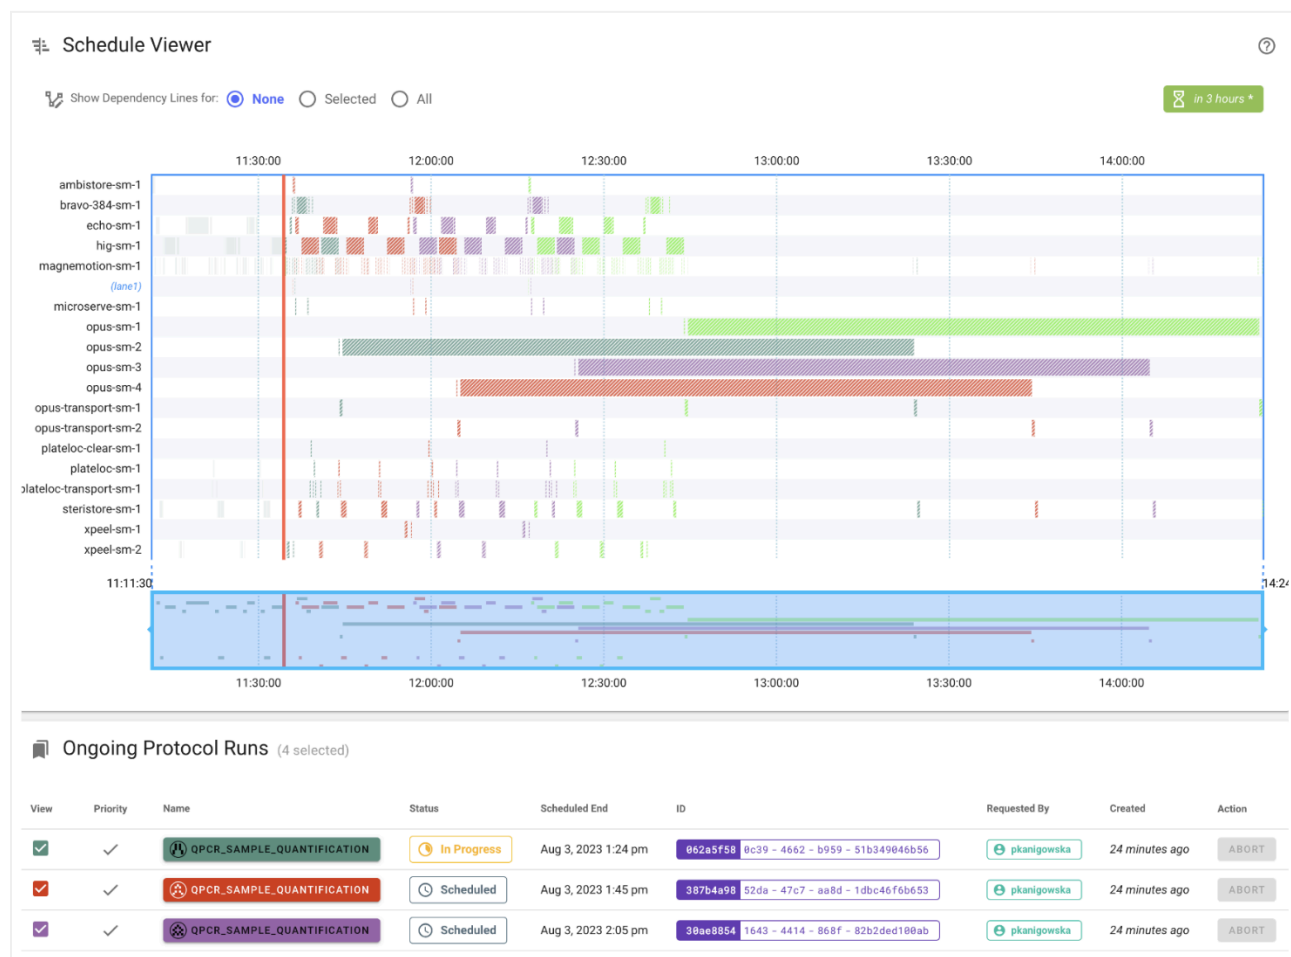 Schedule Viewer
Show Dependency Lines for: None Selected All
in 3 hours *
11:30:00 12:00:00 12:30:00 13:00:00 13:30:00 14:00:00
ambistore-sm-1
bravo-384-sm-1
echo-sm-1
hig-sm-1
magnemotion-sm-1
(lane1)
microserve-sm-1
opus-sm-1
opus-sm-2
opus-sm-3
opus-sm-4
opus-transport-sm-1
opus-transport-sm-2
plateloc-clear-sm-1
plateloc-sm-1
plateloc-transport-sm-1
steristore-sm-1
xpeel-sm-1
xpeel-sm-2
11:11:30 14:24
11:30:00 12:00:00 12:30:00 13:00:00 13:30:00 14:00:00
Ongoing Protocol Runs (4 selected)
View Priority Name Status Scheduled End ID Requested By Created Action
QPCR_SAMPLE_QUANTIFICATION In Progress Aug 3, 2023 1:24 pm 062a5f58 0c39 - 4662 - b959 - 51b349046b56 pkanigowska 24 minutes ago ABORT
QPCR_SAMPLE_QUANTIFICATION Scheduled Aug 3, 2023 1:45 pm 387b4a98 52da - 47c7 - aa8d - 1dbc46f6b653 pkanigowska 24 minutes ago ABORT
QPCR_SAMPLE_QUANTIFICATION Scheduled Aug 3, 2023 2:05 pm 30ae8854 1643 - 4414 - 868f - 82b2ded100ab pkanigowska 24 minutes ago ABORT